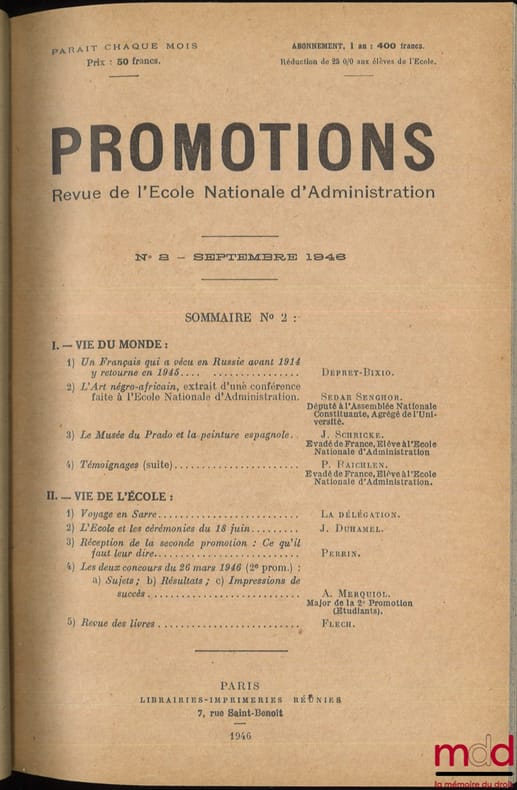 PARAIT CHAQUE MOIS
Prix : 50 francs.
ABONNEMENT, 1 an : 400 francs.
Réduction de 25 0/0 aux élèves de l'Ecole.
PROMOTIONS
Revue de l'Ecole Nationale d'Administration
N° 2 — SEPTEMBRE 1946
SOMMAIRE No 2 :
I. — VIE DU MONDE :
1) Un Français qui a vécu en Russie avant 1914
y retourne en 1945.... ................ DEPRET-BIXIO.
2) L'Art négro-africain, extrait d'une conférence
faite à l'Ecole Nationale d'Administration. SEDAR SENGHOR.
Député à l'Assemblée Nationale
Constituante, Agrégé de l'Uni-
versité.
3) Le Musée du Prado et la peinture espagnole.. J. SCHRICKE.
Evadé de France, Elève à l'Ecole
Nationale d'Administration
4) Témoignages (suite)....................... P. RAICHLEN.
Evadé de France, Elève à l'Ecole
Nationale d'Administration.
II. — VIE DE L'ÉCOLE :
1) Voyage en Sarre.......................... LA DÉLÉGATION.
2) L'Ecole et les cérémonies du 18 juin......... J. DUHAMEL.
3) Réception de la seconde promotion : Ce qu'il
faut leur dire.......................... PERRIN.
4) Les deux concours du 26 mars 1946 (2e prom.) :
a) Sujets ; b) Résultats ; c) Impressions de
succès............................. A. MERQUIOL.
Major de la 2e Promotion
(Etudiants).
5) Revue des livres.......................... FLECH.
PARIS
LIBRAIRIES-IMPRIMERIES RÉUNIES
7, rue Saint-Benoît
1946
mdd
la mémoire du droit